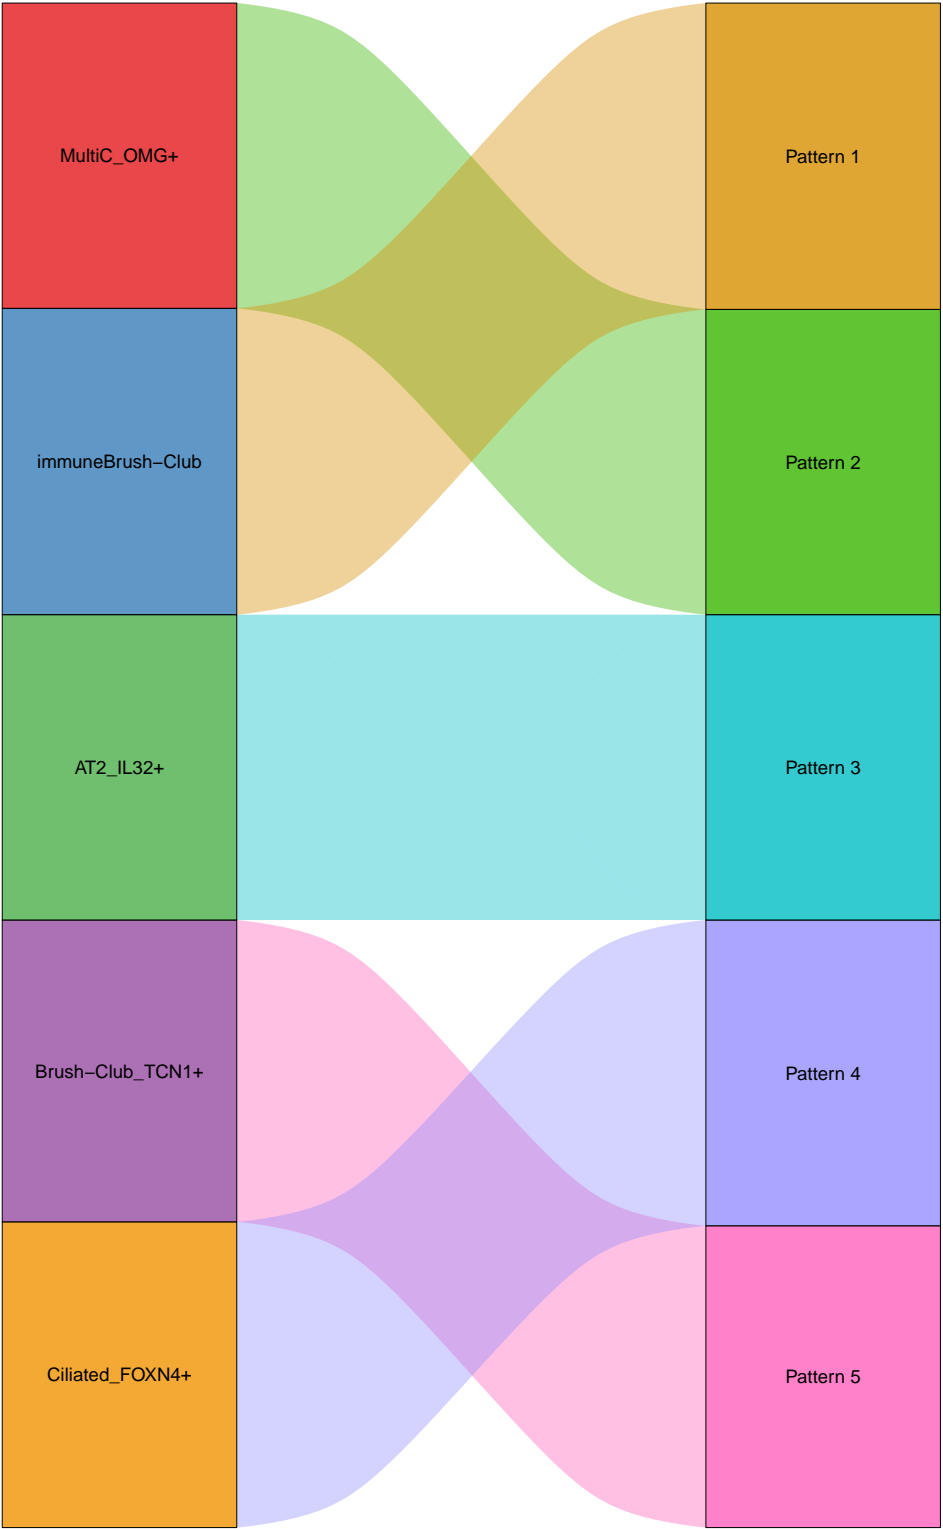 MultiC_OMG+
Pattern 1
immuneBrush−Club
Pattern 2
AT2_IL32+
Pattern 3
Brush−Club_TCN1+
Pattern 4
Ciliated_FOXN4+
Pattern 5